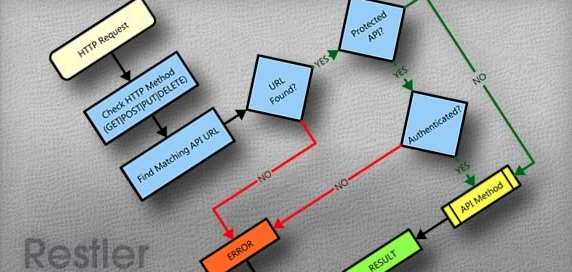 HTTP Request
Check HTTP Method
(GET|POST|PUT|DELETE)
Find Matching API URL
URL
Found?
YES
Protected
API?
YES
NO
Authenticated?
NO
NO
YES
API Method
ERROR
RESULT
Restler